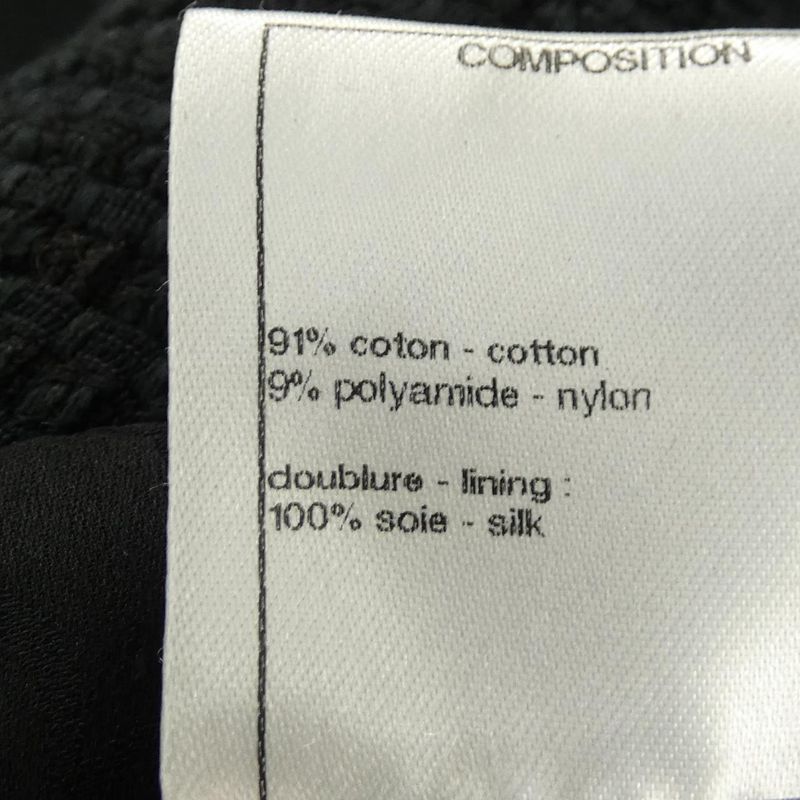 COMPOSITION
91% coton - cotton
9% polyamide - nylon
doublure - lining :
100% soie - silk